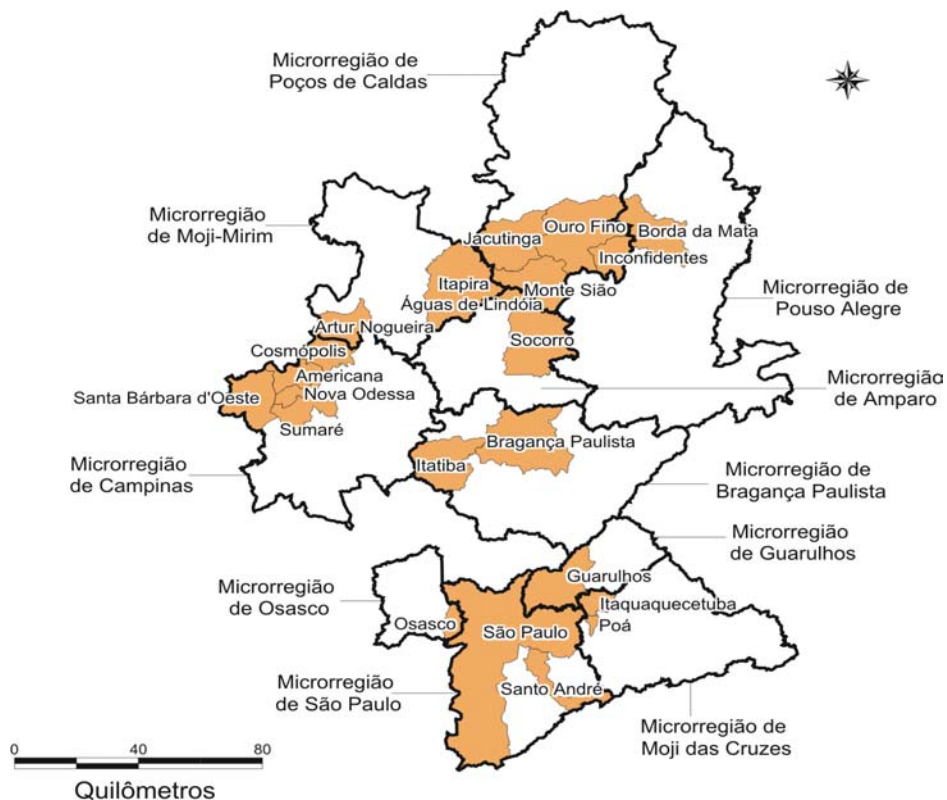 Microrregião de
Poços de Caldas
Microrregião
de Moji-Mirim
Ouro Fino
Jacutinga
Borda da Mata
Inconfidentes
Itapira
Monte Sião
Águas de Lindóia
Microrregião de
Pouso Alegre
Artur Nogueira
Socorro
Cosmópolis
Americana
Santa Bárbara d'Oeste
Nova Odessa
Microrregião
de Amparo
Sumaré
Bragança Paulista
Itatiba
Microrregião
de Campinas
Microrregião de
Bragança Paulista
Microrregião
de Guarulhos
Guarulhos
Microrregião
de Osasco
Itaquaquecetuba
Poá
Osasco
São Paulo
Microrregião
de São Paulo
Santo André
Microrregião de
Moji das Cruzes
0 40 80
Quilômetros